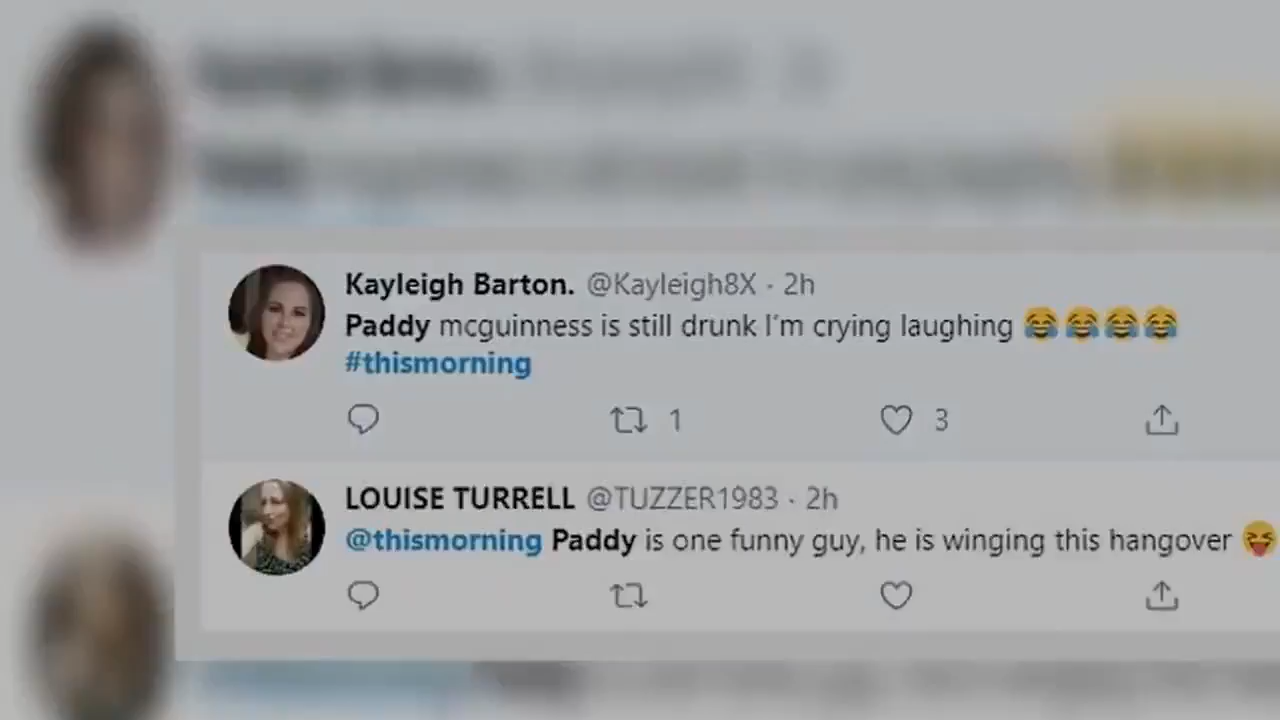 Kayleigh Barton. @Kayleigh8X · 2h
Paddy mcguinness is still drunk I'm crying laughing 😂😂😂😂
#thismorning
1 3
LOUISE TURRELL @TUZZER1983 · 2h
@thismorning Paddy is one funny guy, he is winging this hangover 😝